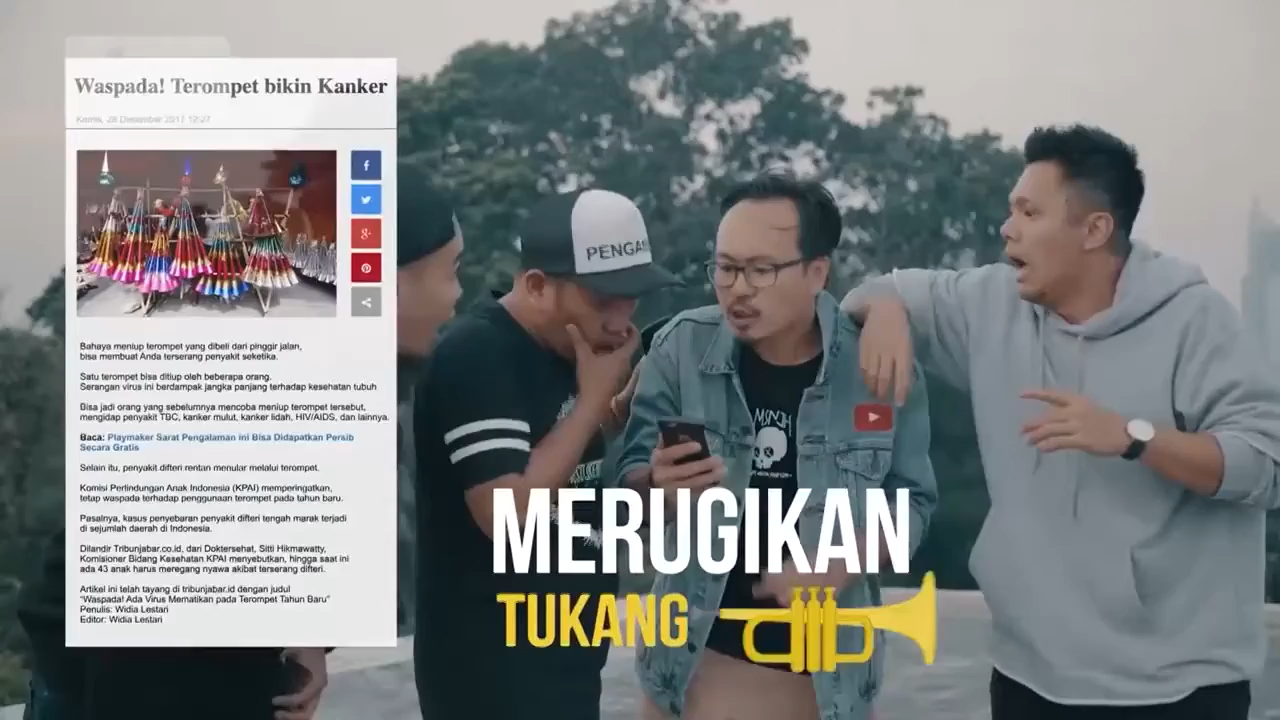 Waspada! Terompet bikin Kanker
Kamis, 28 Desember 2017 12:27
Bahaya meniup terompet yang dibeli dari pinggir jalan,
bisa membuat Anda terserang penyakit seketika.
Satu terompet bisa ditiup oleh beberapa orang.
Serangan virus ini berdampak jangka panjang terhadap kesehatan tubuh
Bisa jadi orang yang sebelumnya mencoba meniup terompet tersebut,
mengidap penyakit TBC, kanker mulut, kanker lidah, HIV/AIDS, dan lainnya.
Baca: Playmaker Sarat Pengalaman ini Bisa Didapatkan Persib
Secara Gratis
Selain itu, penyakit difteri rentan menular melalui terompet.
Komisi Perlindungan Anak Indonesia (KPAI) memperingatkan,
tetap waspada terhadap penggunaan terompet pada tahun baru.
Pasalnya, kasus penyebaran penyakit difteri tengah marak terjadi
di sejumlah daerah di Indonesia.
Dilandir Tribunjabar.co.id, dari Doktersehat, Sitti Hikmawatty,
Komisioner Bidang Kesehatan KPAI menyebutkan, hingga saat ini
ada 43 anak harus meregang nyawa akibat terserang difteri.
Artikel ini telah tayang di tribunjabar.id dengan judul
"Waspada! Ada Virus Mematikan pada Terompet Tahun Baru"
Penulis: Widia Lestari
Editor: Widia Lestari
PENGA
MERUGIKAN
TUKANG